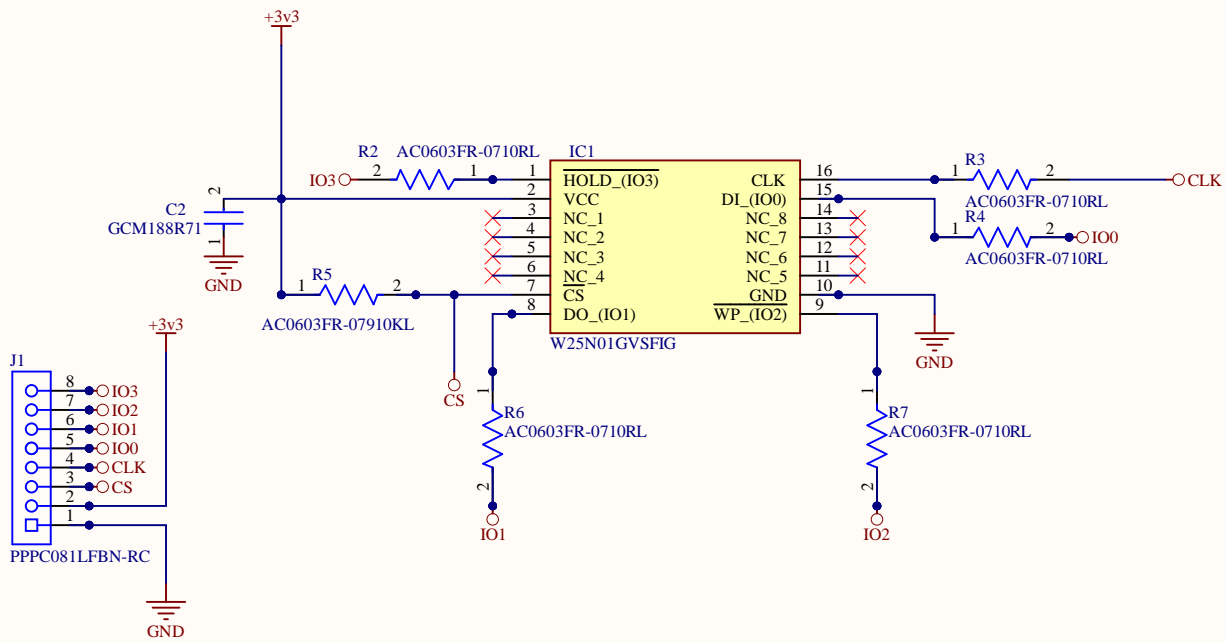 +3v3
R2 AC0603FR-0710RL
IC1
IO3 2 1
1 HOLD_(IO3) CLK 16
2 VCC DI_(IO0) 15
3 NC_1 NC_8 14
4 NC_2 NC_7 13
5 NC_3 NC_6 12
6 NC_4 NC_5 11
7 CS GND 10
8 DO_(IO1) WP_(IO2) 9
W25N01GVSFIG
R3
1 2 CLK
AC0603FR-0710RL
R4
1 2 IO0
AC0603FR-0710RL
2
C2
GCM188R71
1
GND
R5
1 2
AC0603FR-07910KL
CS
GND
1
R6
AC0603FR-0710RL
2
IO1
1
R7
AC0603FR-0710RL
2
IO2
+3v3
J1
8 IO3
7 IO2
6 IO1
5 IO0
4 CLK
3 CS
2
1
PPPC081LFBN-RC
GND